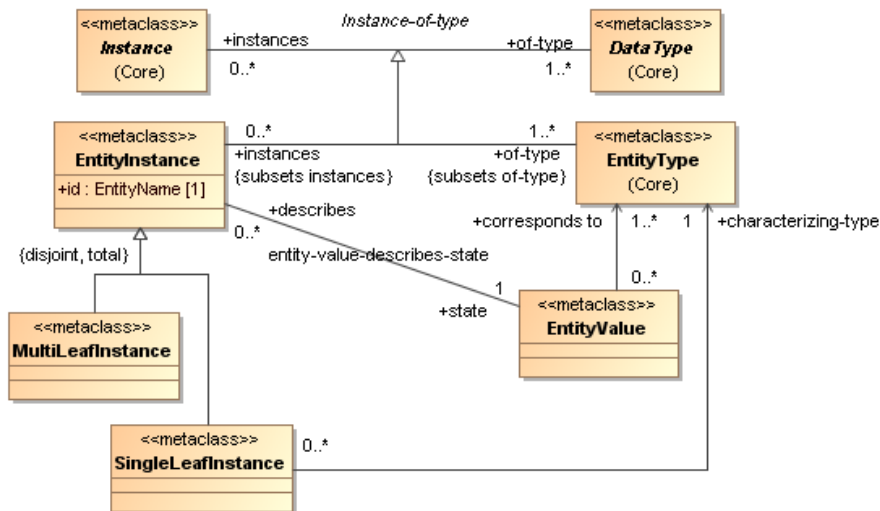 <<metaclass>>
Instance
(Core)
Instance-of-type
+instances
0..*
+of-type
1..*
<<metaclass>>
DataType
(Core)
<<metaclass>>
EntityInstance
+id : EntityName [1]
0..*
+instances
{subsets instances}
1..*
+of-type
{subsets of-type}
<<metaclass>>
EntityType
(Core)
+describes
0..*
entity-value-describes-state
1
+state
+corresponds to
1..*
0..*
1
+characterizing-type
{disjoint, total}
<<metaclass>>
EntityValue
<<metaclass>>
MultiLeafInstance
<<metaclass>>
SingleLeafInstance
0..*